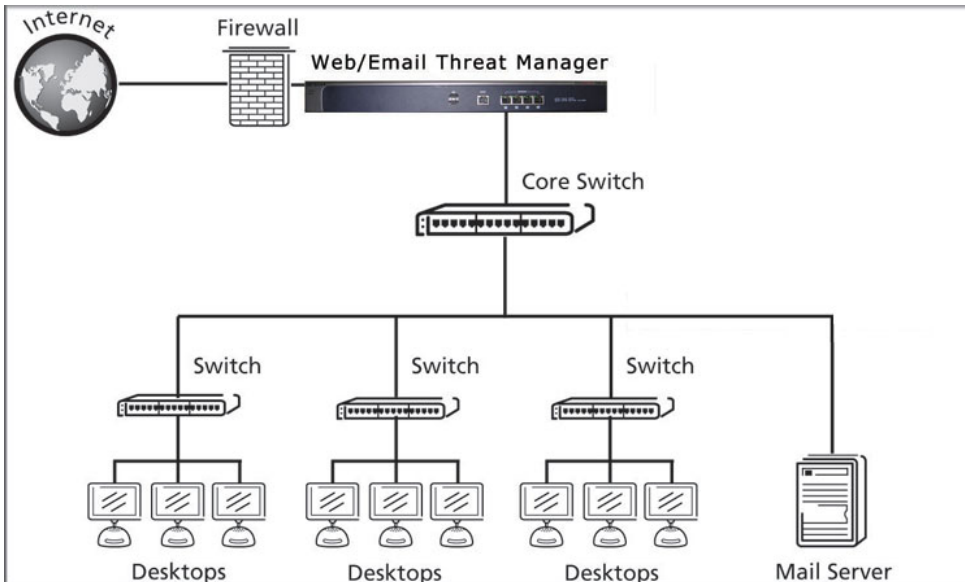 Internet
Firewall
Web/Email Threat Manager
Core Switch
Switch
Switch
Switch
Desktops
Desktops
Desktops
Mail Server